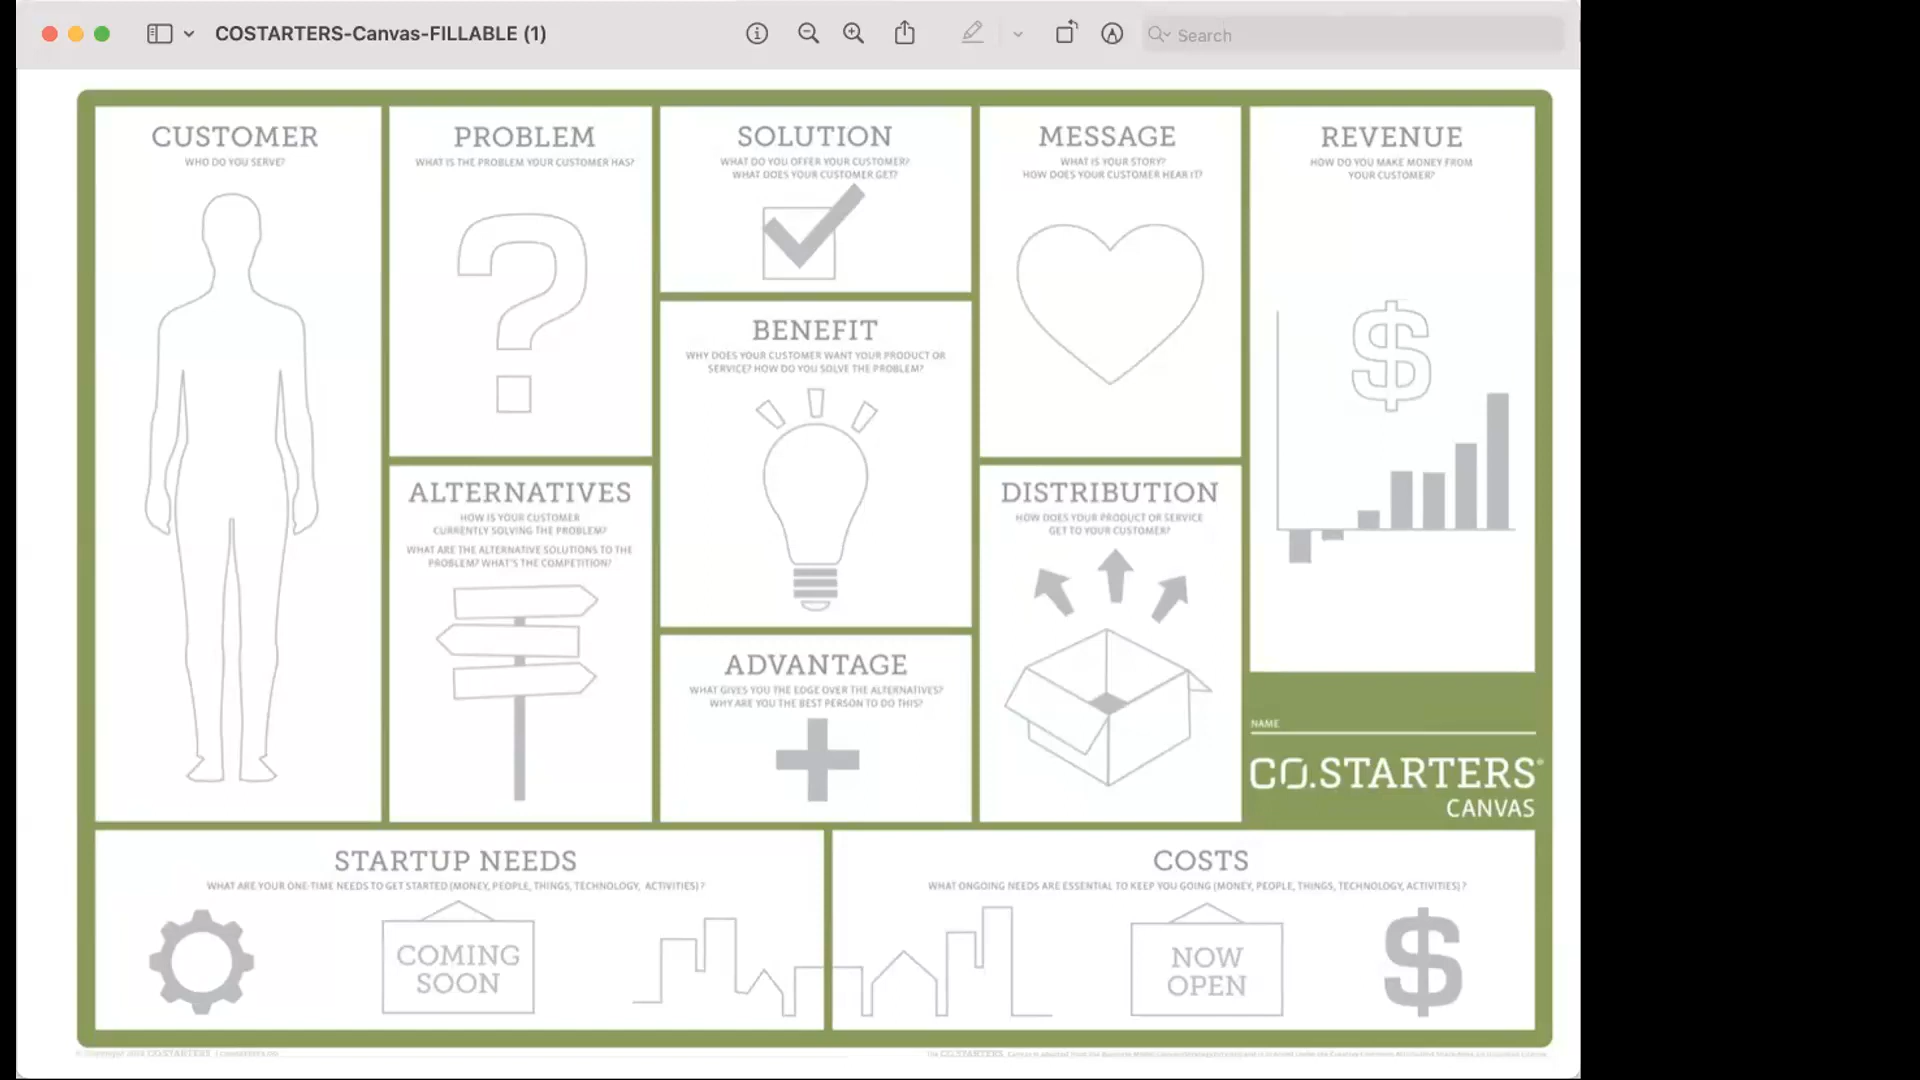 COSTARTERS-Canvas-FILLABLE (1)
Search
CUSTOMER
WHO DO YOU SERVE?
PROBLEM
WHAT IS THE PROBLEM YOUR CUSTOMER HAS?
ALTERNATIVES
HOW IS YOUR CUSTOMER
CURRENTLY SOLVING THE PROBLEM?
WHAT ARE THE ALTERNATIVE SOLUTIONS TO THE
PROBLEM? WHAT'S THE COMPETITION?
SOLUTION
WHAT DO YOU OFFER YOUR CUSTOMER?
WHAT DOES YOUR CUSTOMER GET?
BENEFIT
WHY DOES YOUR CUSTOMER WANT YOUR PRODUCT OR
SERVICE? HOW DO YOU SOLVE THE PROBLEM?
ADVANTAGE
WHAT GIVES YOU THE EDGE OVER THE ALTERNATIVES?
WHY ARE YOU THE BEST PERSON TO DO THIS?
MESSAGE
WHAT IS YOUR STORY?
HOW DOES YOUR CUSTOMER HEAR IT?
DISTRIBUTION
HOW DOES YOUR PRODUCT OR SERVICE
GET TO YOUR CUSTOMER?
REVENUE
HOW DO YOU MAKE MONEY FROM
YOUR CUSTOMER?
$
NAME
CO.STARTERS®
CANVAS
STARTUP NEEDS
WHAT ARE YOUR ONE-TIME NEEDS TO GET STARTED (MONEY, PEOPLE, THINGS, TECHNOLOGY, ACTIVITIES)?
COMING
SOON
COSTS
WHAT ONGOING NEEDS ARE ESSENTIAL TO KEEP YOU GOING (MONEY, PEOPLE, THINGS, TECHNOLOGY, ACTIVITIES)?
NOW
OPEN
$
CO.STARTERS
CO.STARTERS